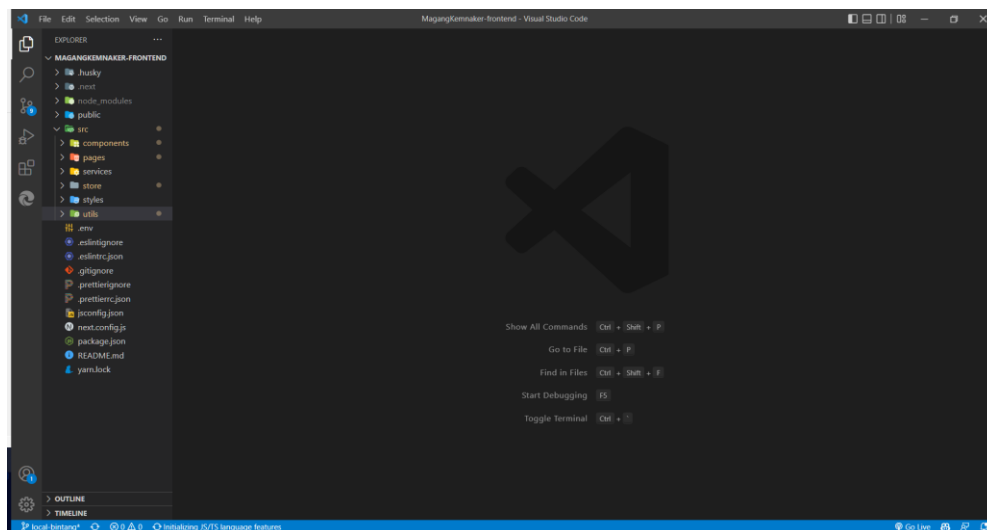 File Edit Selection View Go Run Terminal Help
MagangKemnaker-frontend - Visual Studio Code
EXPLORER
MAGANGKEMNAKER-FRONTEND
.husky
.next
node_modules
public
src
components
pages
services
store
styles
utils
.env
.eslintignore
.eslintrc.json
.gitignore
.prettierignore
.prettierrc.json
jsconfig.json
next.config.js
package.json
README.md
yarn.lock
Show All Commands Ctrl + Shift + P
Go to File Ctrl + P
Find in Files Ctrl + Shift + F
Start Debugging F5
Toggle Terminal Ctrl + `
OUTLINE
TIMELINE
local-bintang* 0 0 Initializing JS/TS language features Go Live